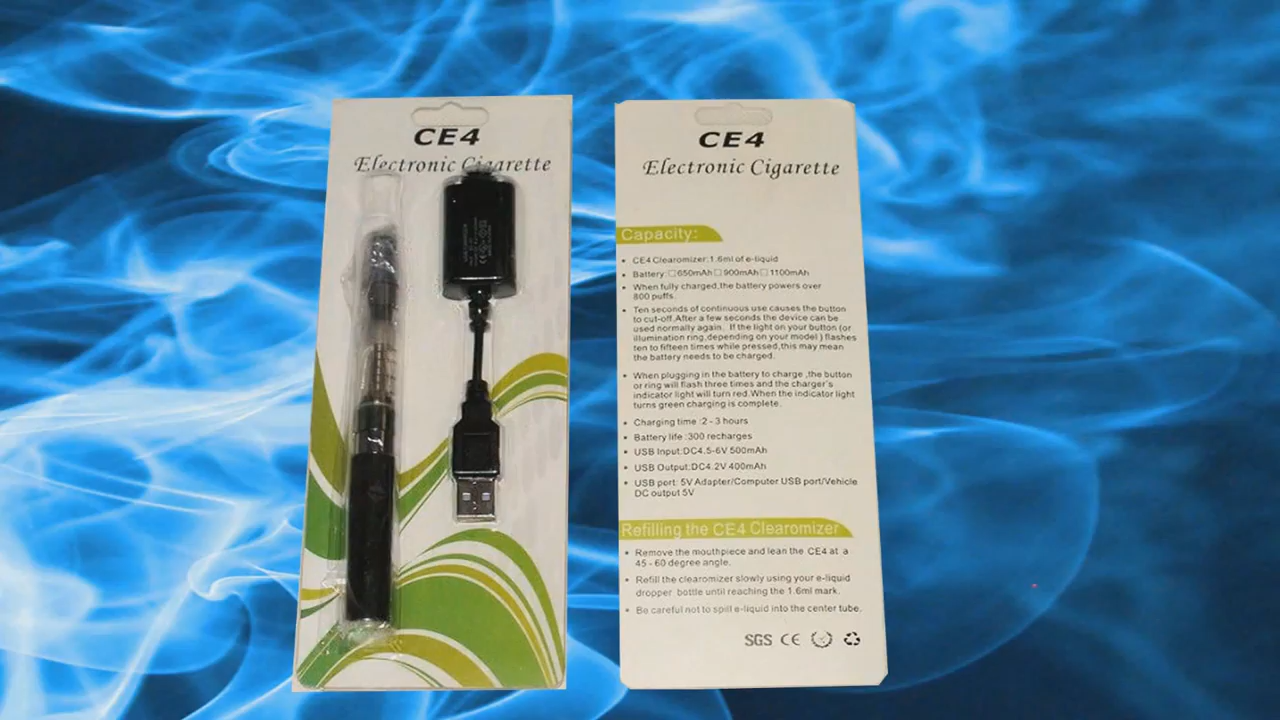 CE4
Electronic Cigarette
CE4
Electronic Cigarette
Capacity:
• CE4 Clearomizer:1.6ml of e-liquid
• Battery:☐650mAh☐900mAh☐1100mAh
• When fully charged,the battery powers over
800 puffs.
• Ten seconds of continuous use causes the button
to cut-off.After a few seconds the device can be
used normally again. If the light on your button (or
illumination ring,depending on your model ) flashes
ten to fifteen times while pressed,this may mean
the battery needs to be charged.
• When plugging in the battery to charge ,the button
or ring will flash three times and the charger's
indicator light will turn red.When the indicator light
turns green charging is complete.
• Charging time :2 - 3 hours
• Battery life :300 recharges
• USB Input:DC4.5-6V 500mAh
• USB Output:DC4.2V 400mAh
• USB port: 5V Adapter/Computer USB port/Vehicle
DC output 5V
Refilling the CE4 Clearomizer
• Remove the mouthpiece and lean the CE4 at a
45 - 60 degree angle.
• Refill the clearomizer slowly using your e-liquid
dropper bottle until reaching the 1.6ml mark.
• Be careful not to spill e-liquid into the center tube.
SGS CE